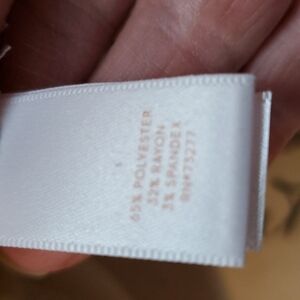 65% POLYESTER
32% RAYON
3% SPANDEX
RN#75277